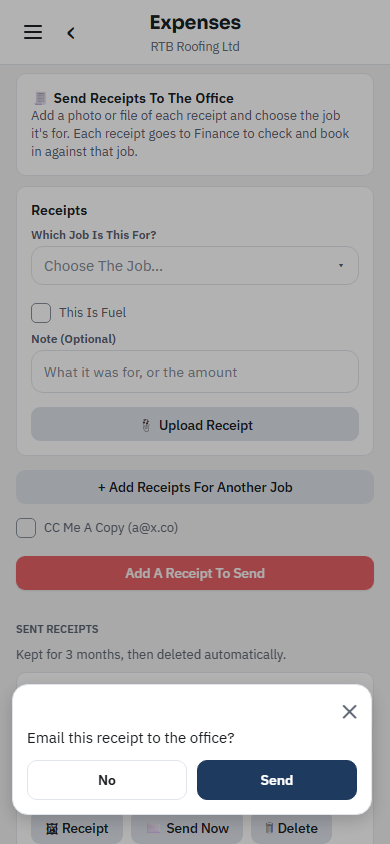 Expenses
RTB Roofing Ltd
Send Receipts To The Office
Add a photo or file of each receipt and choose the job
it's for. Each receipt goes to Finance to check and book
in against that job.
Receipts
Which Job Is This For?
Choose The Job...
This Is Fuel
Note (Optional)
What it was for, or the amount
Upload Receipt
+ Add Receipts For Another Job
CC Me A Copy (a@x.co)
Add A Receipt To Send
SENT RECEIPTS
Kept for 3 months, then deleted automatically.
Email this receipt to the office?
No
Send
Receipt
Send Now
Delete